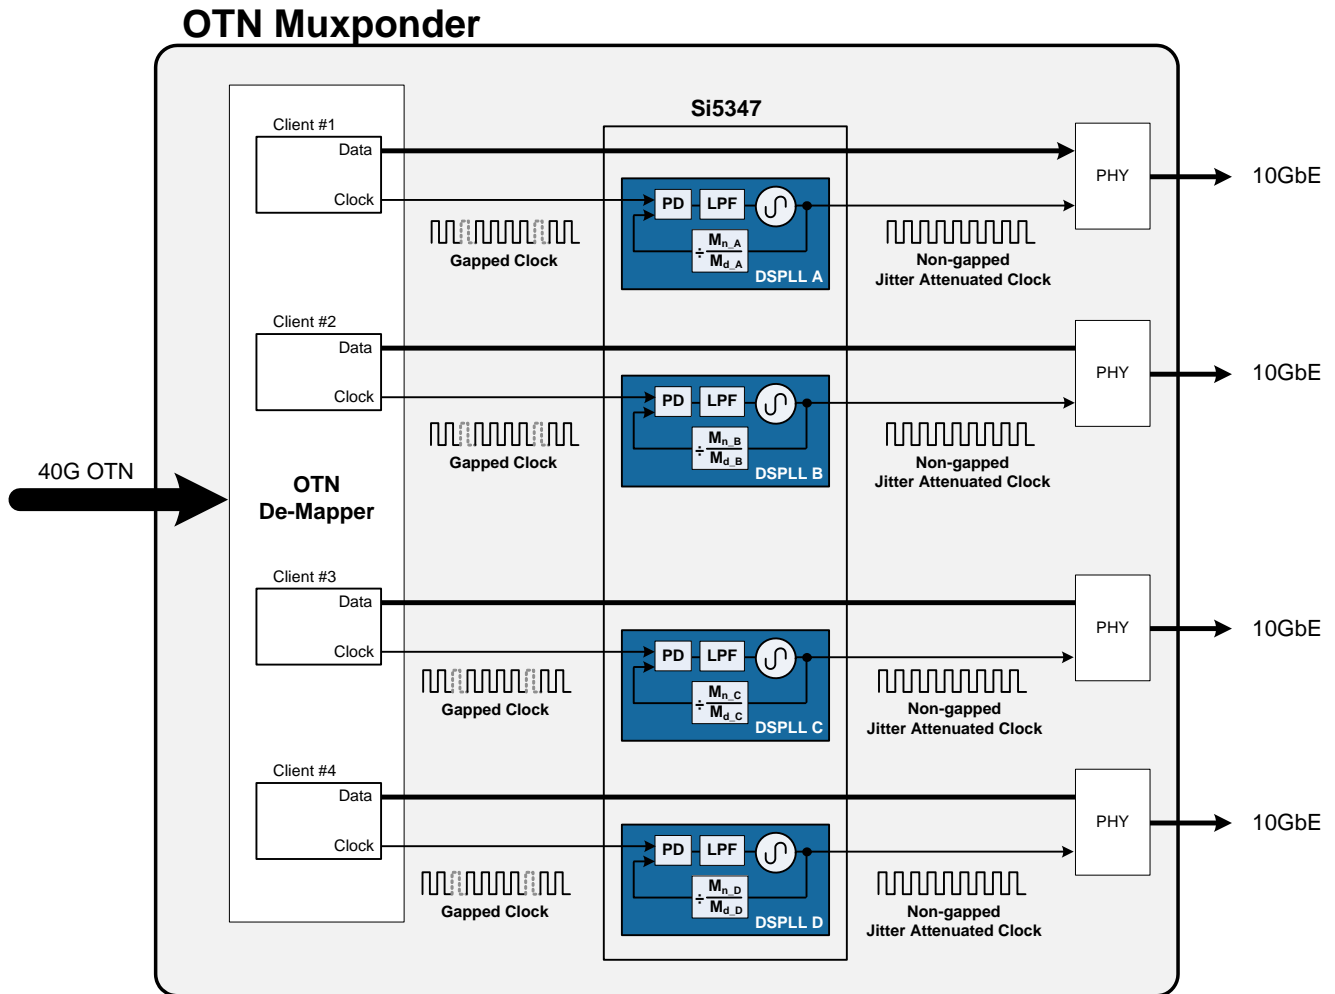 OTN Muxponder
Si5347
Client #1
Data
Clock
PD
LPF
÷
Mn_A
Md_A
DSPLL A
Gapped Clock
Non-gapped
Jitter Attenuated Clock
PHY
10GbE
Client #2
Data
Clock
PD
LPF
÷
Mn_B
Md_B
DSPLL B
Gapped Clock
Non-gapped
Jitter Attenuated Clock
PHY
10GbE
40G OTN
OTN
De-Mapper
Client #3
Data
Clock
PD
LPF
÷
Mn_C
Md_C
DSPLL C
Gapped Clock
Non-gapped
Jitter Attenuated Clock
PHY
10GbE
Client #4
Data
Clock
PD
LPF
÷
Mn_D
Md_D
DSPLL D
Gapped Clock
Non-gapped
Jitter Attenuated Clock
PHY
10GbE